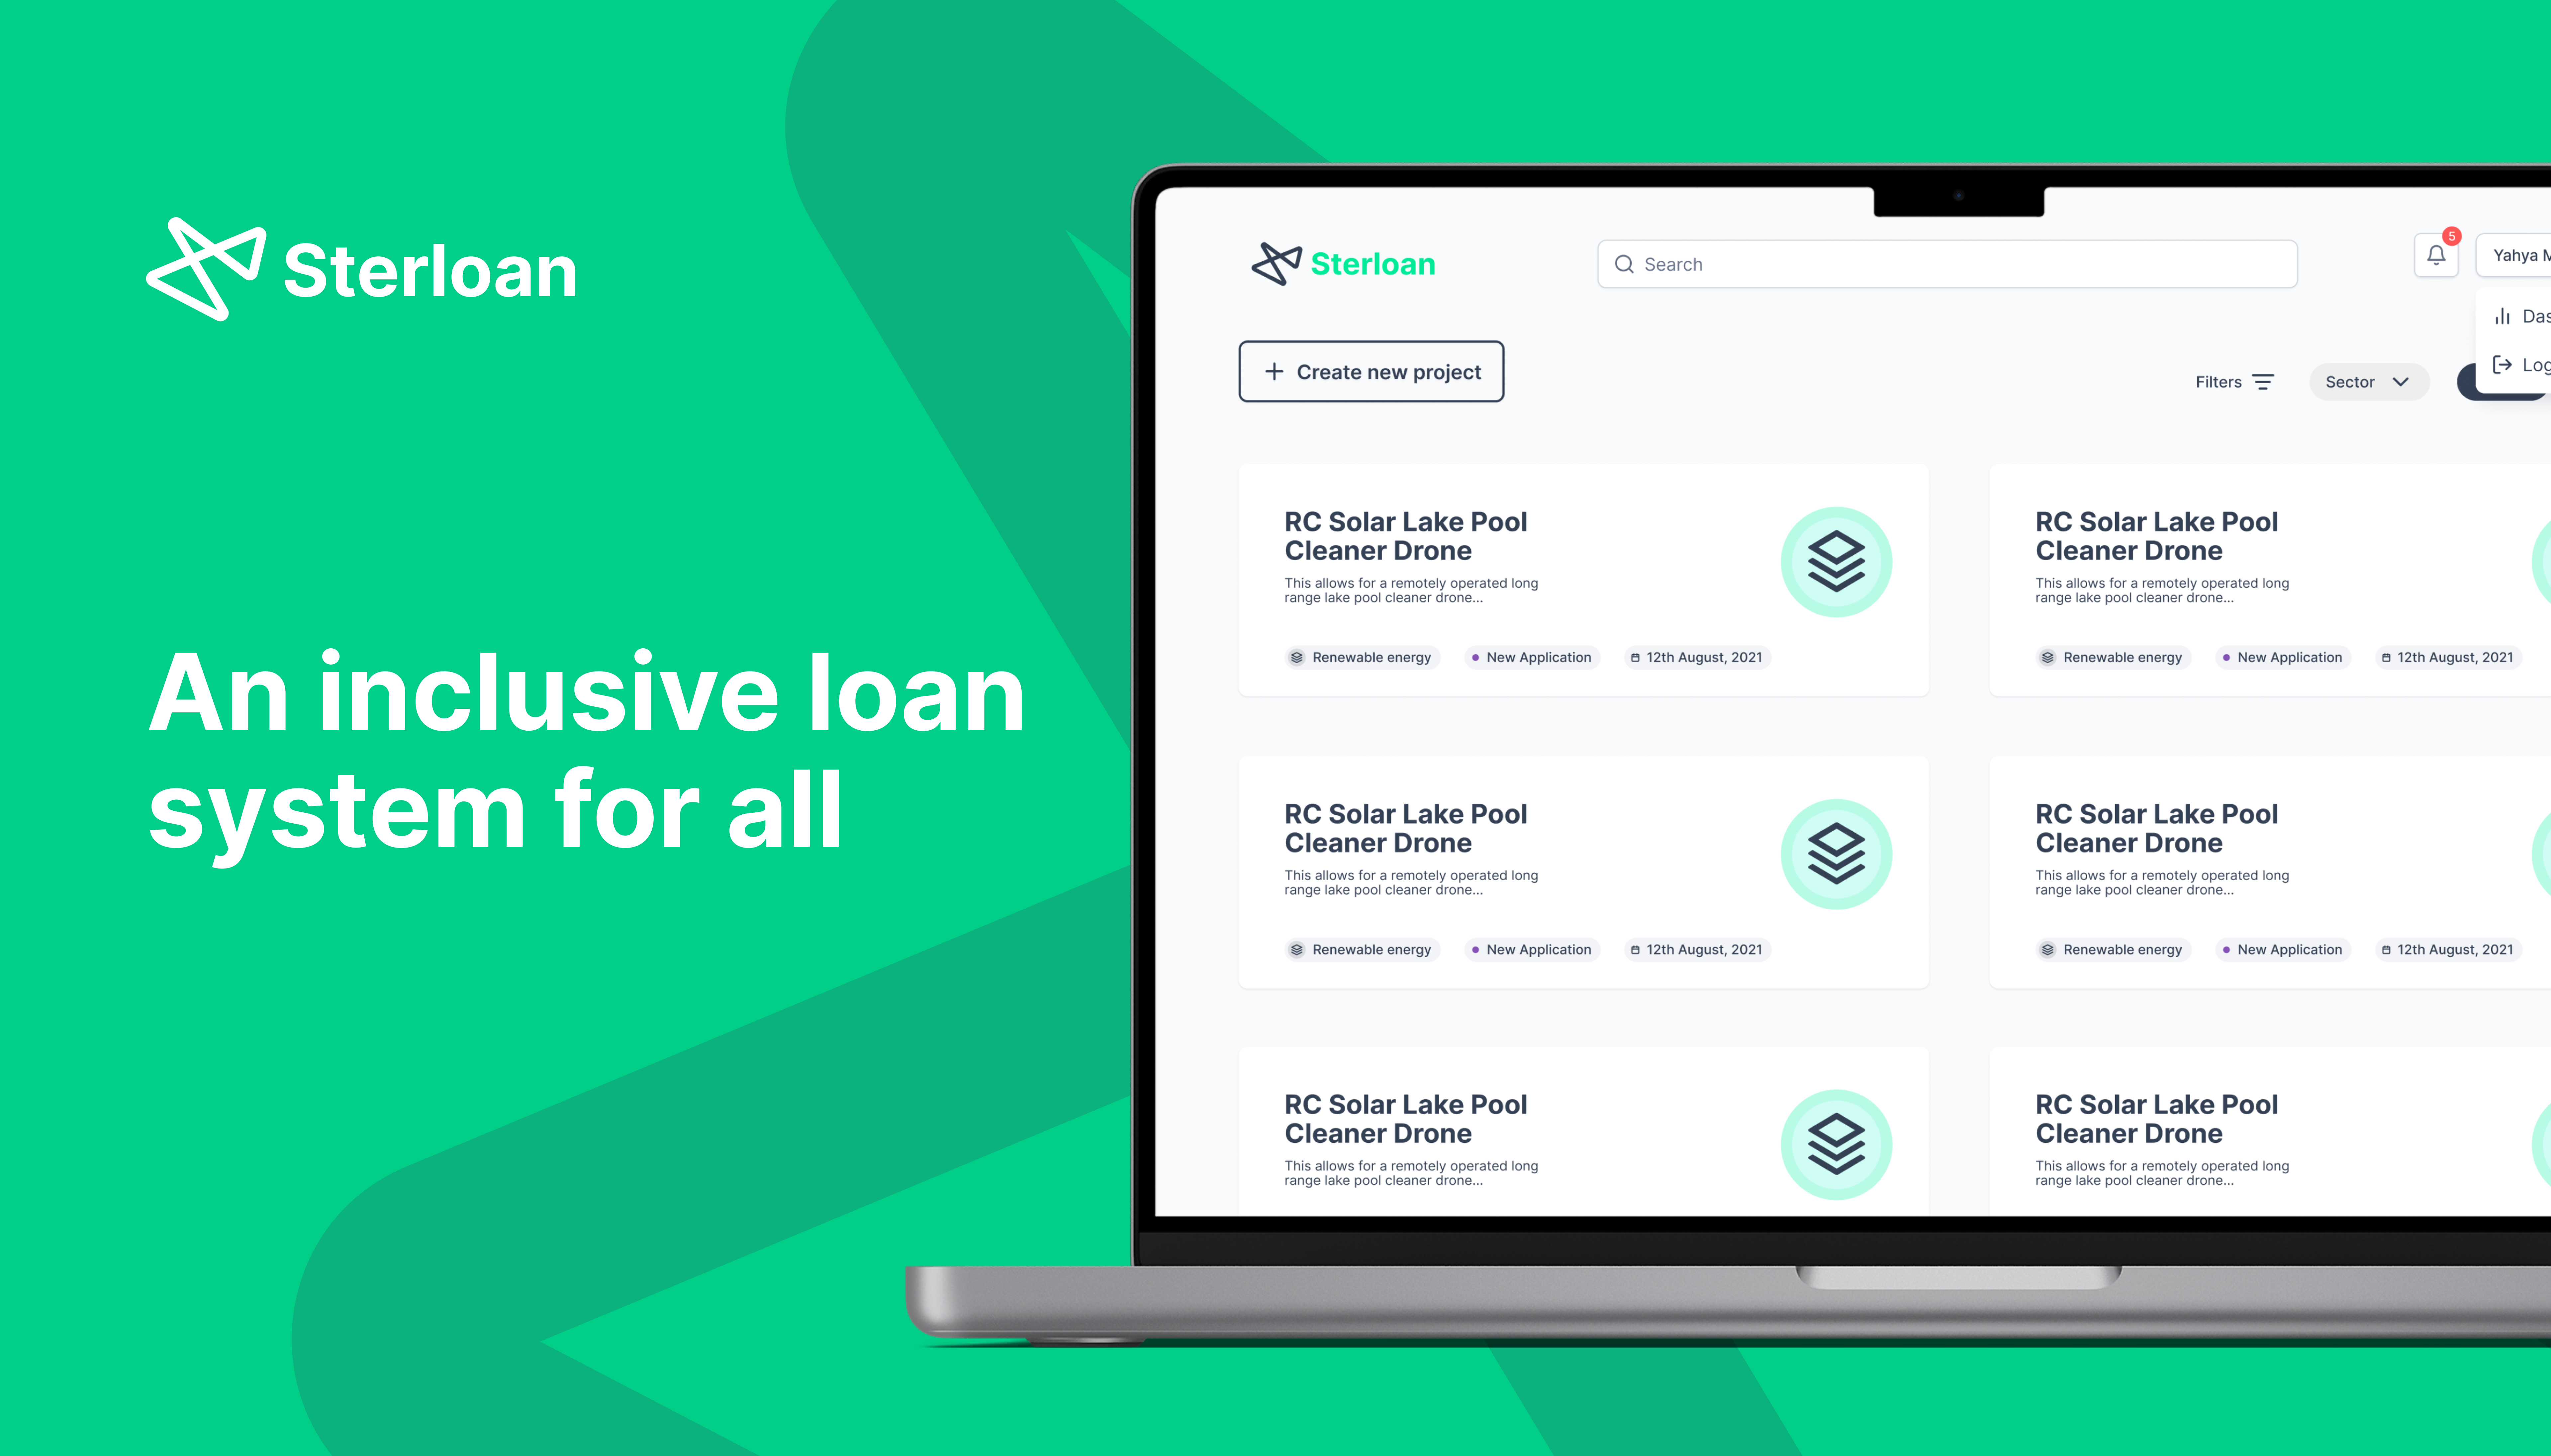 Sterloan
An inclusive loan
system for all
Sterloan
Search
5
Yahya M
Create new project
Filters
Sector
RC Solar Lake Pool
Cleaner Drone
This allows for a remotely operated long
range lake pool cleaner drone...
Renewable energy
New Application
12th August, 2021
RC Solar Lake Pool
Cleaner Drone
This allows for a remotely operated long
range lake pool cleaner drone...
Renewable energy
New Application
12th August, 2021
RC Solar Lake Pool
Cleaner Drone
This allows for a remotely operated long
range lake pool cleaner drone...
Renewable energy
New Application
12th August, 2021
RC Solar Lake Pool
Cleaner Drone
This allows for a remotely operated long
range lake pool cleaner drone...
Renewable energy
New Application
12th August, 2021
RC Solar Lake Pool
Cleaner Drone
This allows for a remotely operated long
range lake pool cleaner drone...
RC Solar Lake Pool
Cleaner Drone
This allows for a remotely operated long
range lake pool cleaner drone...